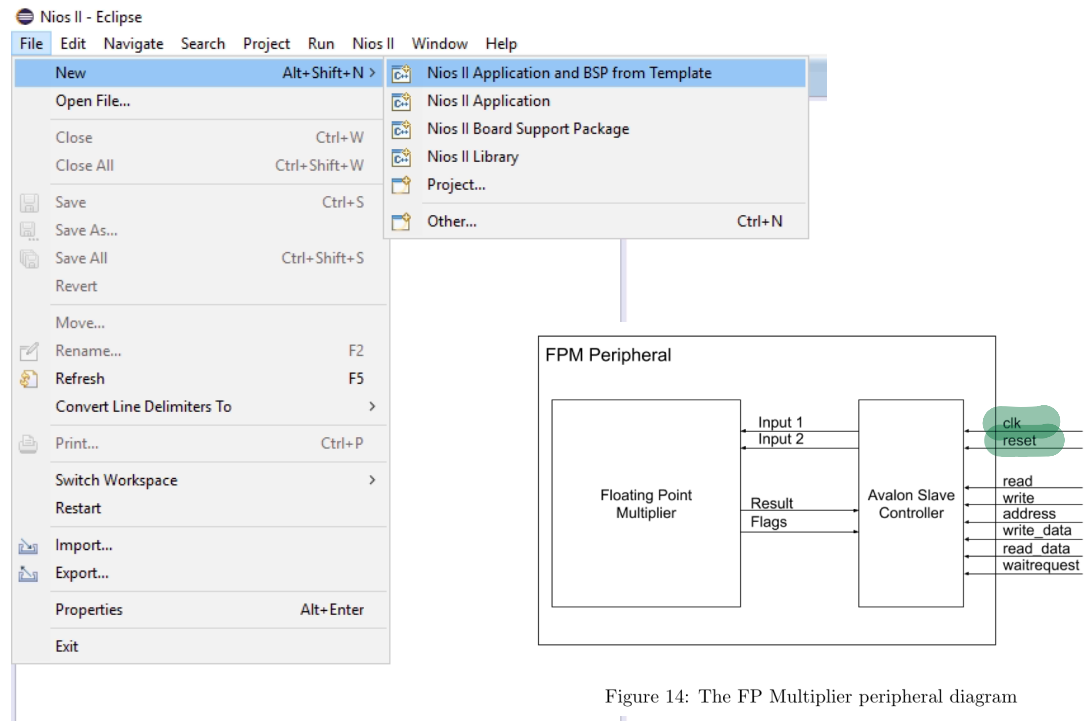 Nios II - Eclipse
File Edit Navigate Search Project Run Nios II Window Help
New Alt+Shift+N >
Open File...
Close Ctrl+W
Close All Ctrl+Shift+W
Save Ctrl+S
Save As...
Save All Ctrl+Shift+S
Revert
Move...
Rename... F2
Refresh F5
Convert Line Delimiters To >
Print... Ctrl+P
Switch Workspace >
Restart
Import...
Export...
Properties Alt+Enter
Exit
Nios II Application and BSP from Template
Nios II Application
Nios II Board Support Package
Nios II Library
Project...
Other... Ctrl+N
FPM Peripheral
Floating Point
Multiplier
Input 1
Input 2
Result
Flags
Avalon Slave
Controller
clk
reset
read
write
address
write_data
read_data
waitrequest
Figure 14: The FP Multiplier peripheral diagram